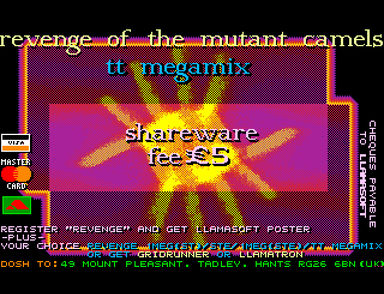 revenge of the mutant camels
tt megamix
shareware
fee £5
VISA
MASTER
CARD
CHEQUES PAYABLE
TO LLAMASOFT
REGISTER "REVENGE" AND GET LLAMASOFT POSTER
-PLUS-
YOUR CHOICE REVENGE (MEG(ST)/STE/(MEG(STE)/TT MEGAMIX
OR GET GRIDRUNNER OR LLAMATRON
DOSH TO:49 MOUNT PLEASANT, TADLEY, HANTS RG26 6BN (UK)